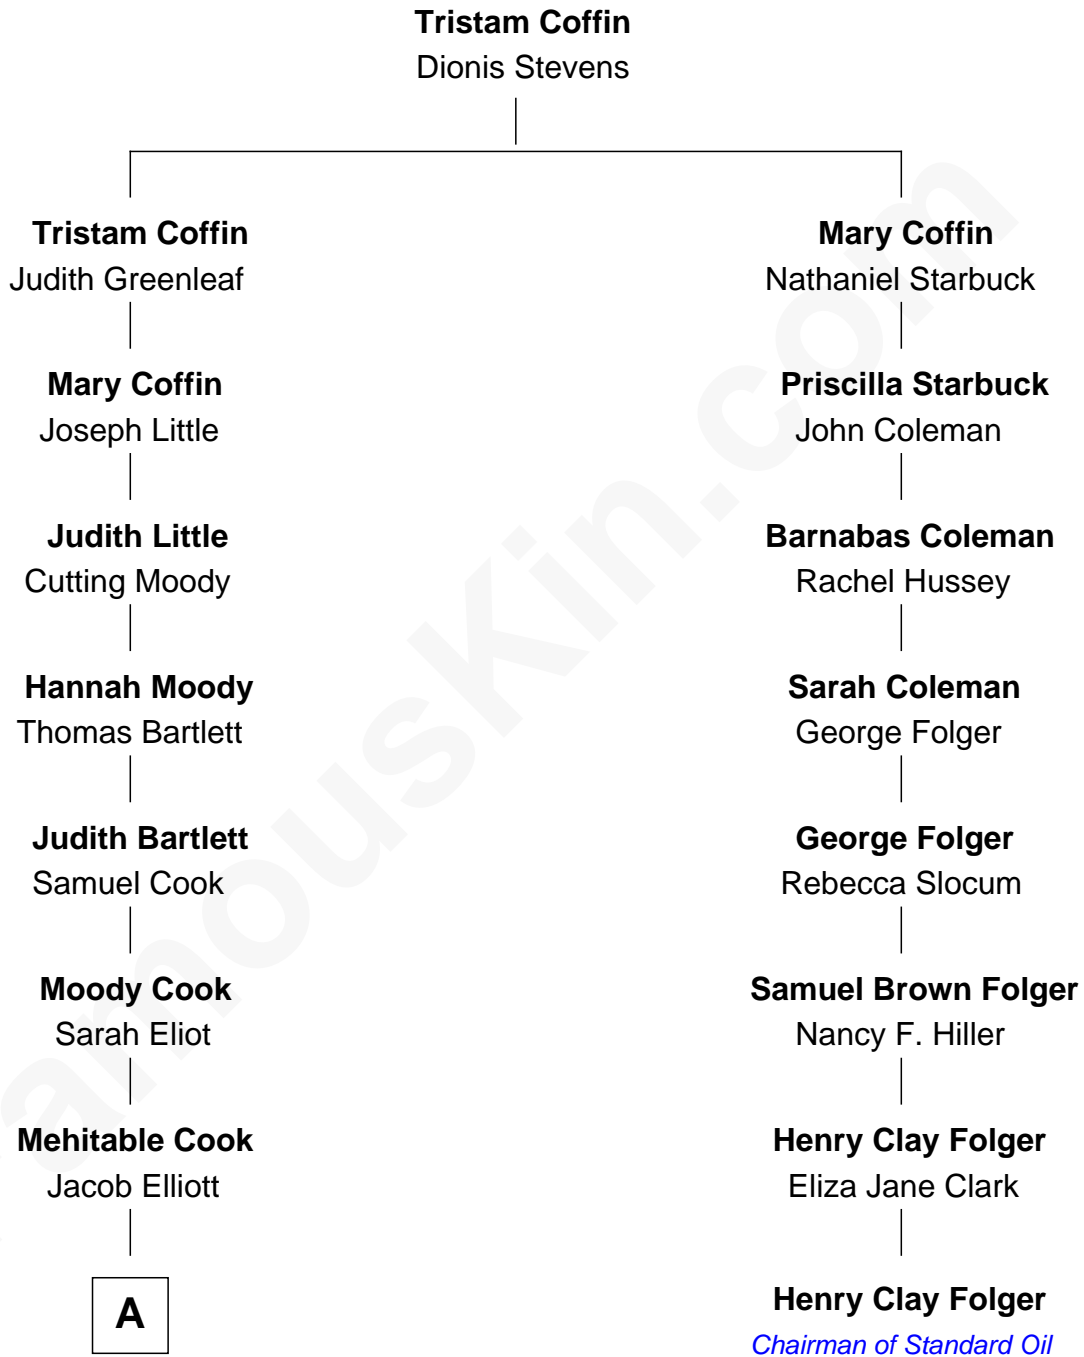 Tristam Coffin
Dionis Stevens
Tristam Coffin
Judith Greenleaf
Mary Coffin
Nathaniel Starbuck
Mary Coffin
Joseph Little
Priscilla Starbuck
John Coleman
Judith Little
Cutting Moody
Barnabas Coleman
Rachel Hussey
Hannah Moody
Thomas Bartlett
Sarah Coleman
George Folger
Judith Bartlett
Samuel Cook
George Folger
Rebecca Slocum
Moody Cook
Sarah Eliot
Samuel Brown Folger
Nancy F. Hiller
Mehitable Cook
Jacob Elliott
Henry Clay Folger
Eliza Jane Clark
A
Henry Clay Folger
Chairman of Standard Oil
amouskin.com